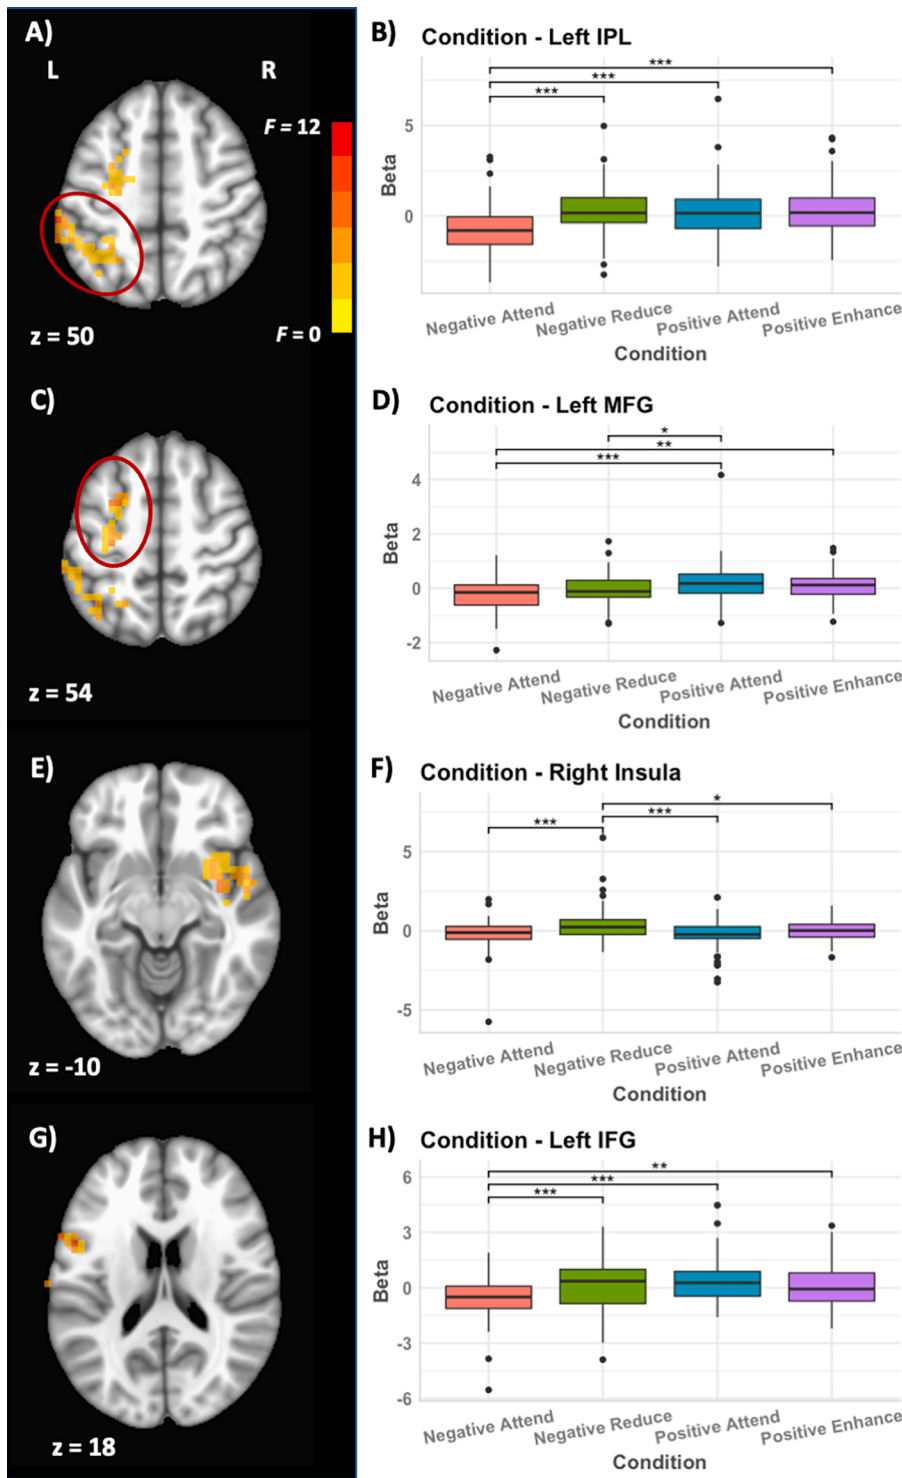 A)
L
R
F = 12
F = 0
z = 50
B)
Condition - Left IPL
***
***
***
5
0
Beta
Negative Attend
Negative Reduce
Positive Attend
Positive Enhance
Condition
C)
z = 54
D)
Condition - Left MFG
*
**
***
4
2
0
-2
Beta
Negative Attend
Negative Reduce
Positive Attend
Positive Enhance
Condition
E)
z = -10
F)
Condition - Right Insula
*
***
***
5
0
-5
Beta
Negative Attend
Negative Reduce
Positive Attend
Positive Enhance
Condition
G)
z = 18
H)
Condition - Left IFG
**
***
***
6
3
0
-3
-6
Beta
Negative Attend
Negative Reduce
Positive Attend
Positive Enhance
Condition